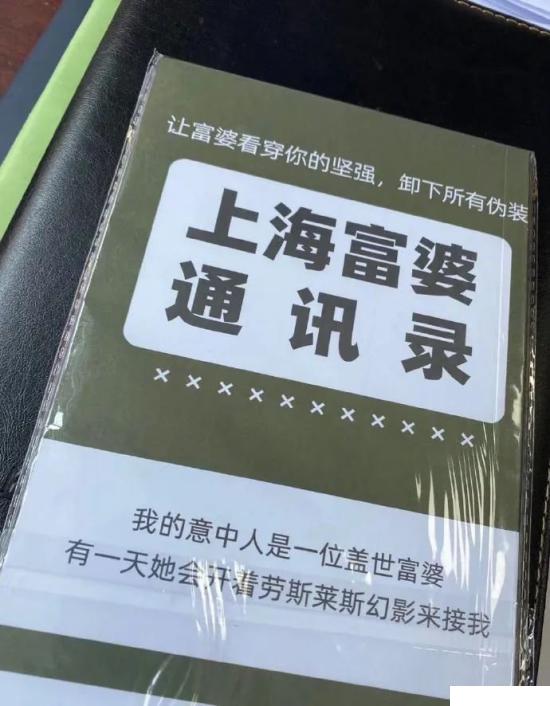 让富婆看穿你的坚强，卸下所有伪装
上海富婆
通讯录
××××××××××
我的意中人是一位盖世富婆
有一天她会开着劳斯莱斯幻影来接我